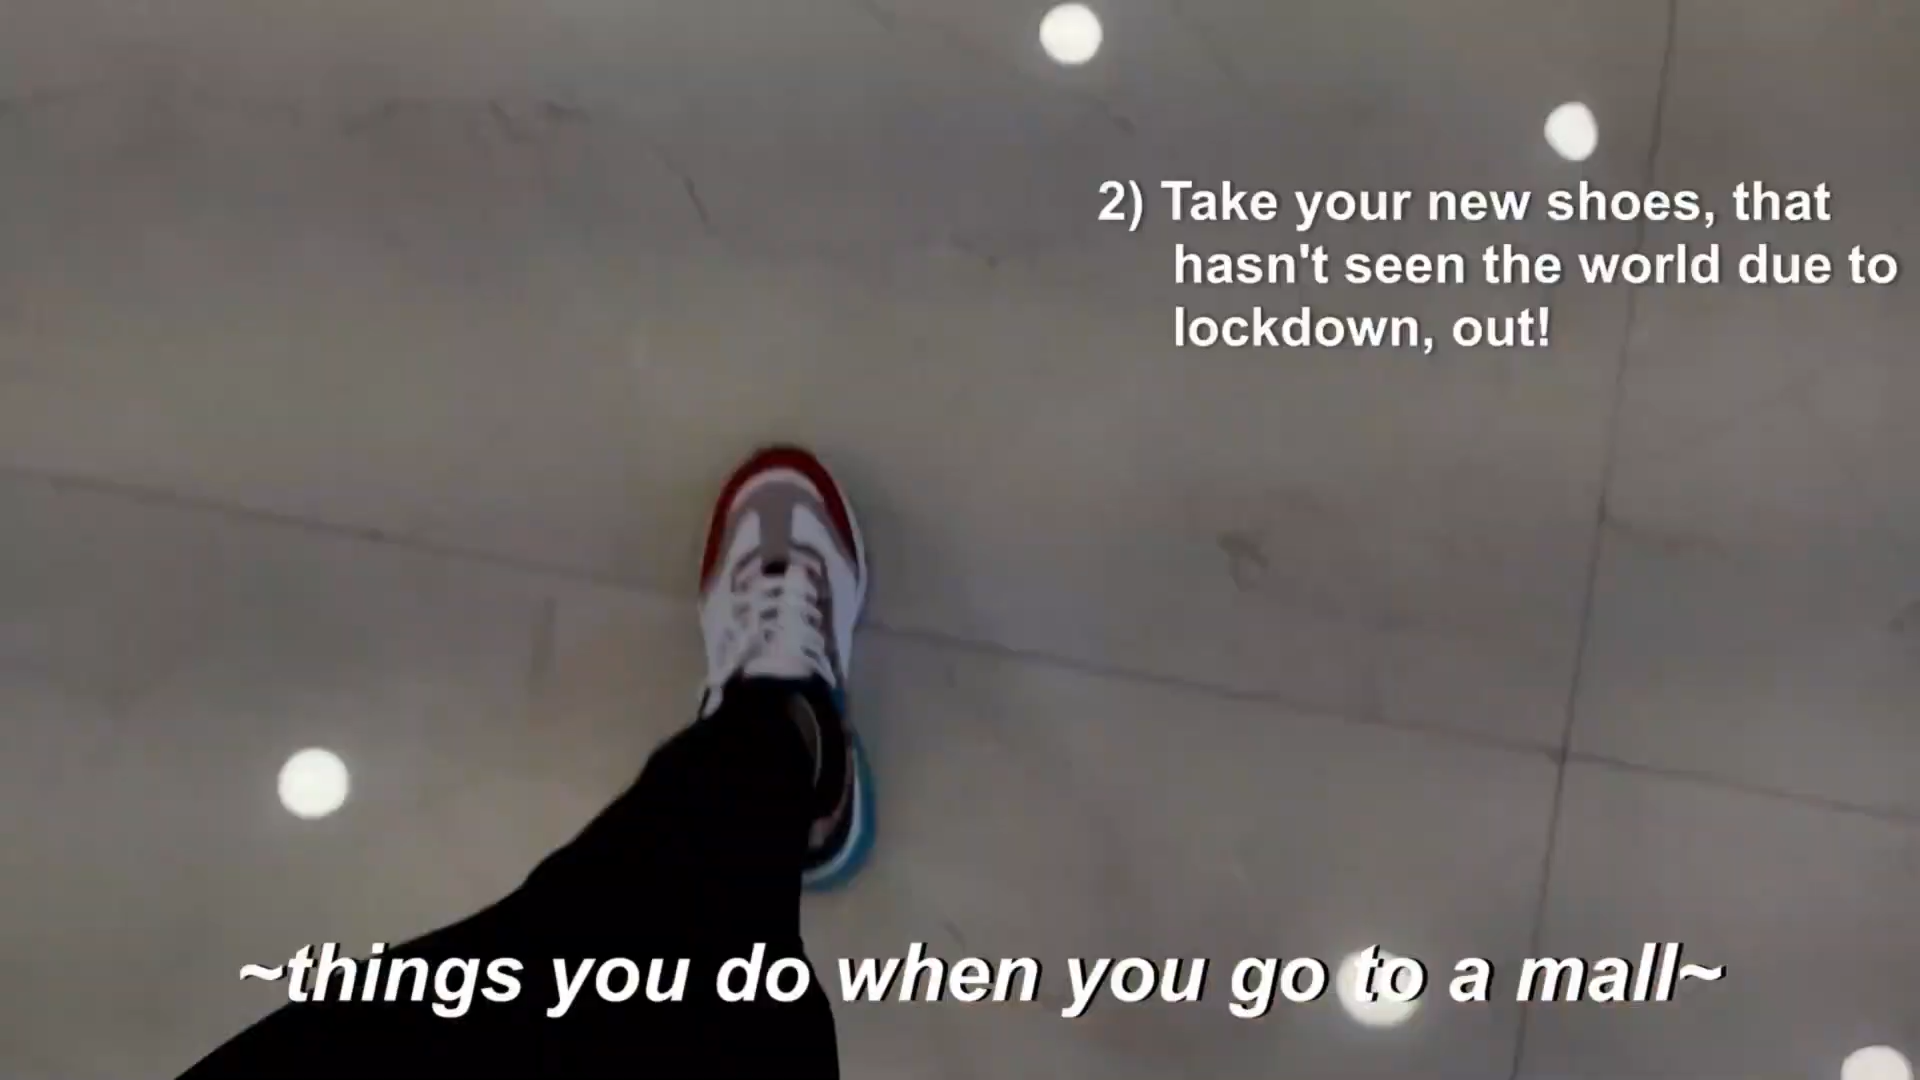 2) Take your new shoes, that
hasn't seen the world due to
lockdown, out!
~things you do when you go to a mall~